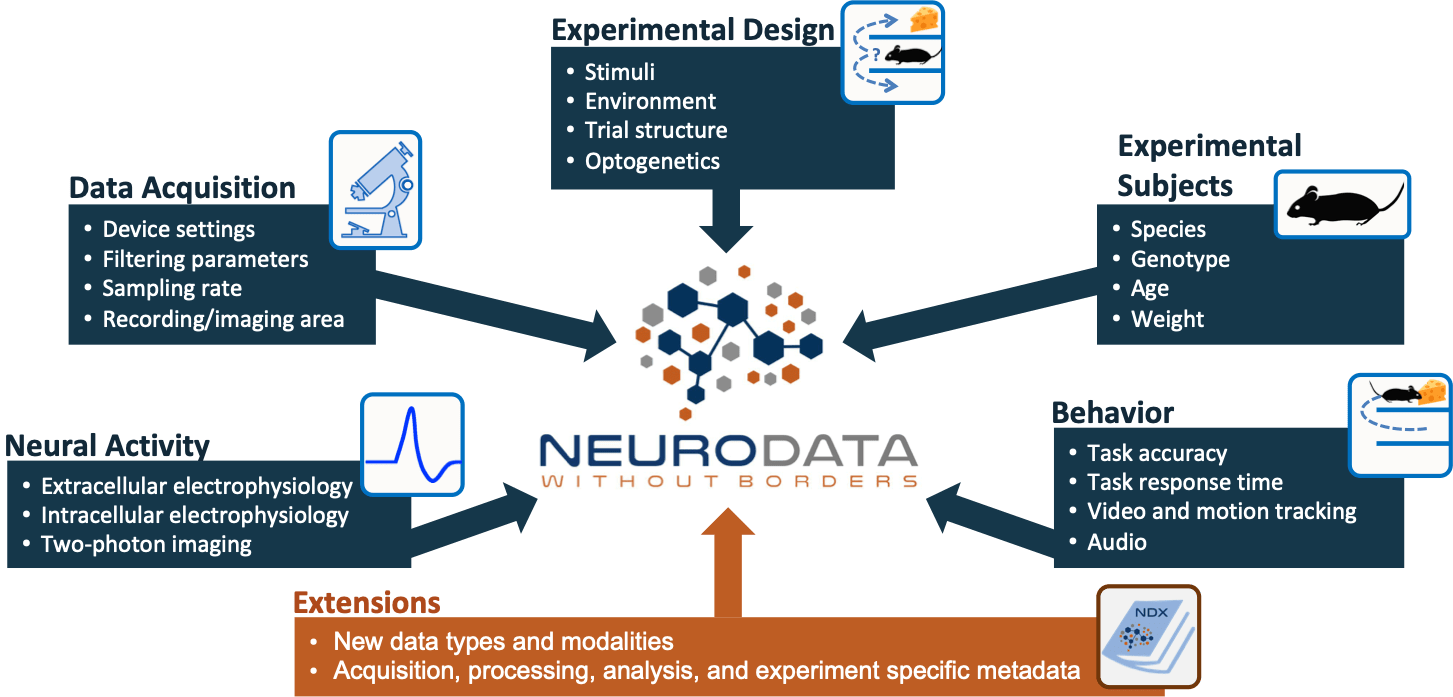 Experimental Design
?
• Stimuli
• Environment
• Trial structure
• Optogenetics
Data Acquisition
• Device settings
• Filtering parameters
• Sampling rate
• Recording/imaging area
Experimental
Subjects
• Species
• Genotype
• Age
• Weight
Neural Activity
• Extracellular electrophysiology
• Intracellular electrophysiology
• Two-photon imaging
NEURODATA
WITHOUT BORDERS
Behavior
• Task accuracy
• Task response time
• Video and motion tracking
• Audio
Extensions
• New data types and modalities
• Acquisition, processing, analysis, and experiment specific metadata
NDX